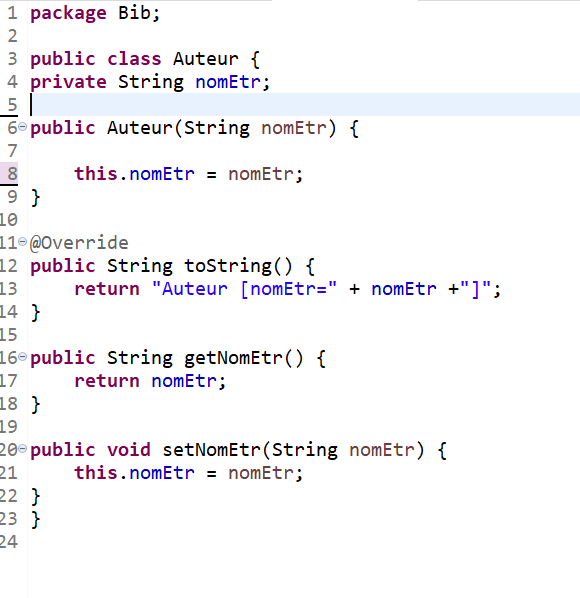 1 package Bib;
2
3 public class Auteur {
4 private String nomEtr;
5
6 public Auteur(String nomEtr) {
7
8     this.nomEtr = nomEtr;
9 }
10
11 @Override
12 public String toString() {
13     return "Auteur [nomEtr=" + nomEtr +"]";
14 }
15
16 public String getNomEtr() {
17     return nomEtr;
18 }
19
20 public void setNomEtr(String nomEtr) {
21     this.nomEtr = nomEtr;
22 }
23 }
24